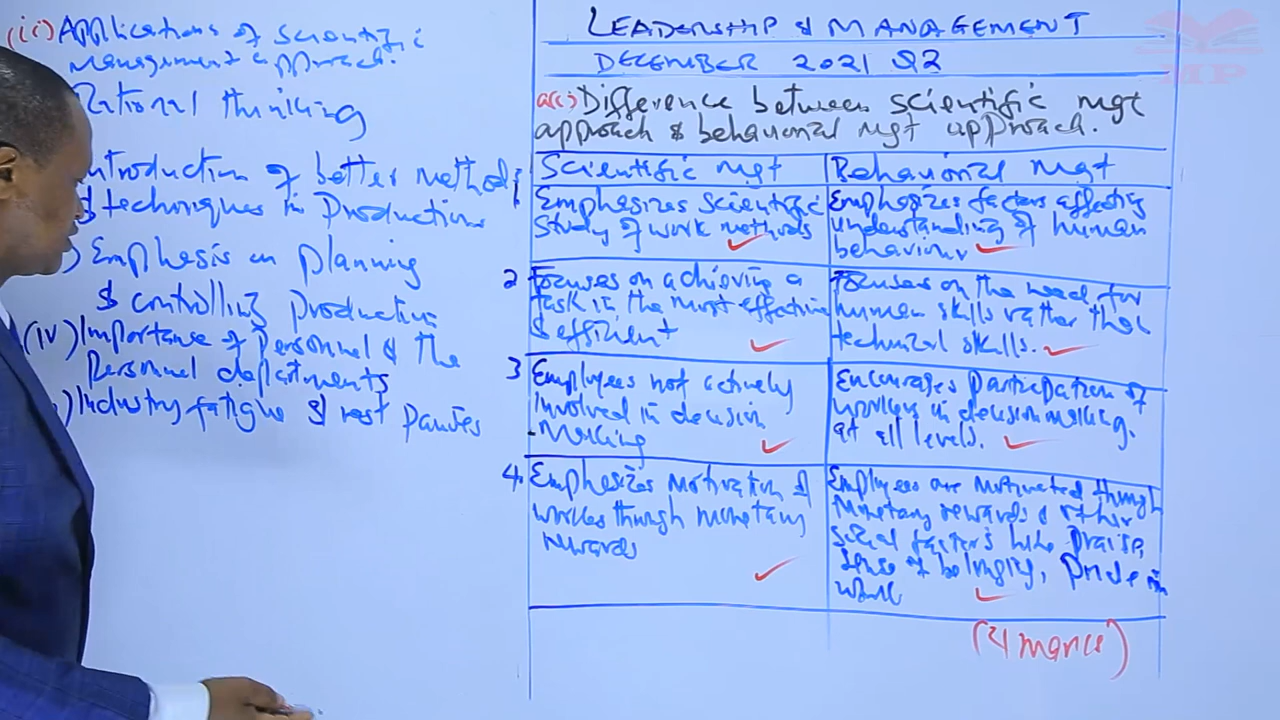 (ii) Applications of Scientific
Management approach.
Rational thinking
Introduction of better methods
& techniques in Productions
) Emphasis on planning
& controlling production
(iv) Importance of Personnel & the
Personnel departments
) Industry fatigue & rest pauses
LEADERSHIP & MANAGEMENT
DECEMBER 2021 Q2
a(i) Difference between scientific mgt
approach & behavioral mgt approach.
Scientific mgt
Behavioral mgt
1
Emphasizes scientific
study of work methods
Emphasizes factors affecting
understanding of human
behaviour
2
Focuses on achieving a
task in the most effective
& efficient
Focuses on the need for
human skills rather than
technical skills.
3
Employees not actively
involved in decision
-Making
Encourages participation of
workers in decision making.
at all levels.
4.
Emphasizes motivation of
workers through monetary
rewards
Employees are motivated through
monetary rewards & other
social factors like praise,
sense of belonging, pride in
work
(4 marks)
MP